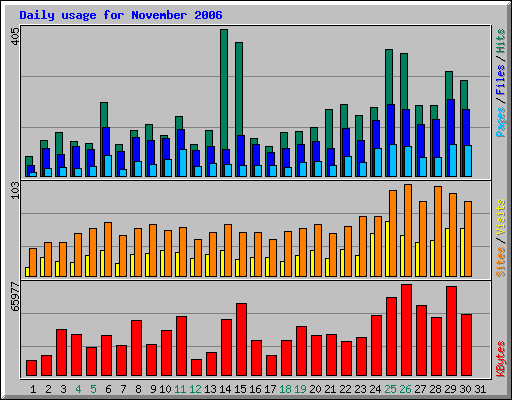 Daily usage for November 2006
405
Pages / Files / Hits
103
Sites / Visits
65977
KBytes
1 2 3 4 5 6 7 8 9 10 11 12 13 14 15 16 17 18 19 20 21 22 23 24 25 26 27 28 29 30 31